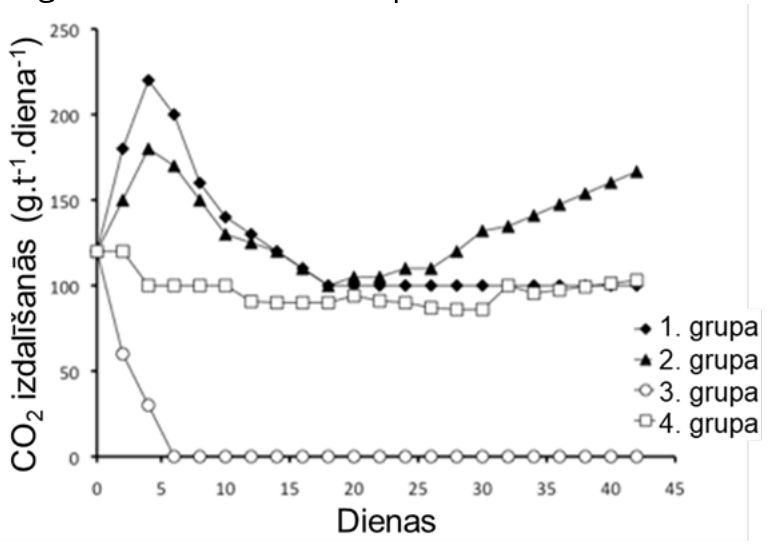 CO₂ izdalīšanās (g.t⁻¹.diena⁻¹)
250
200
150
100
50
0
0 5 10 15 20 25 30 35 40 45
Dienas
1. grupa
2. grupa
3. grupa
4. grupa